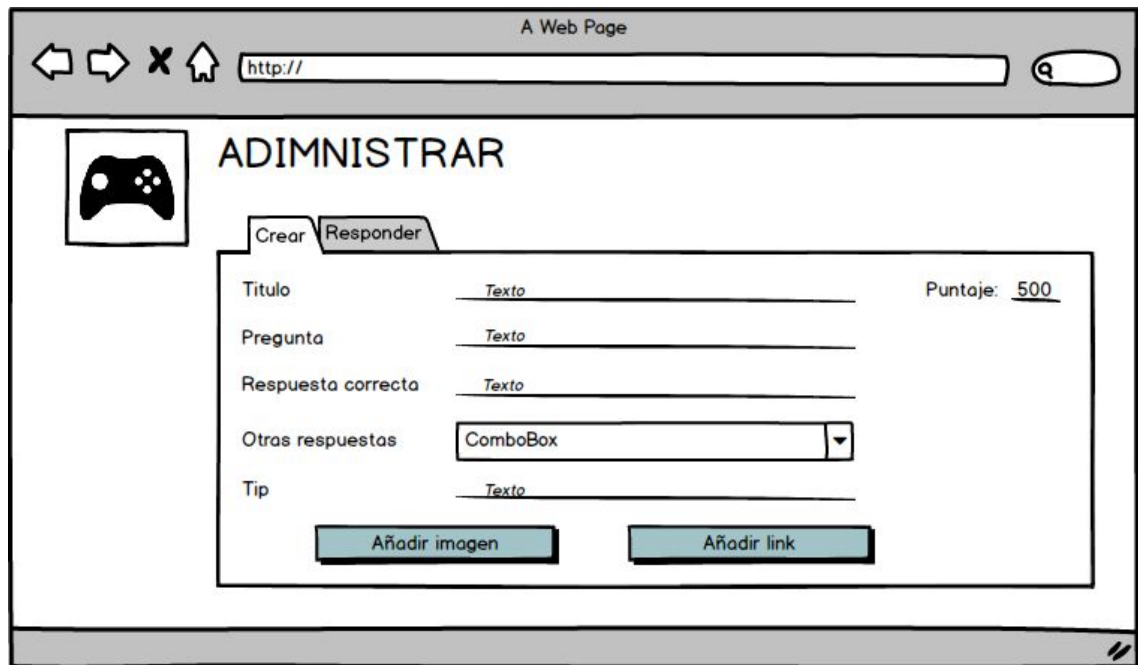 A Web Page
http://
ADIMNISTRAR
Crear Responder
Titulo Texto Puntaje: 500
Pregunta Texto
Respuesta correcta Texto
Otras respuestas ComboBox
Tip Texto
Añadir imagen Añadir link